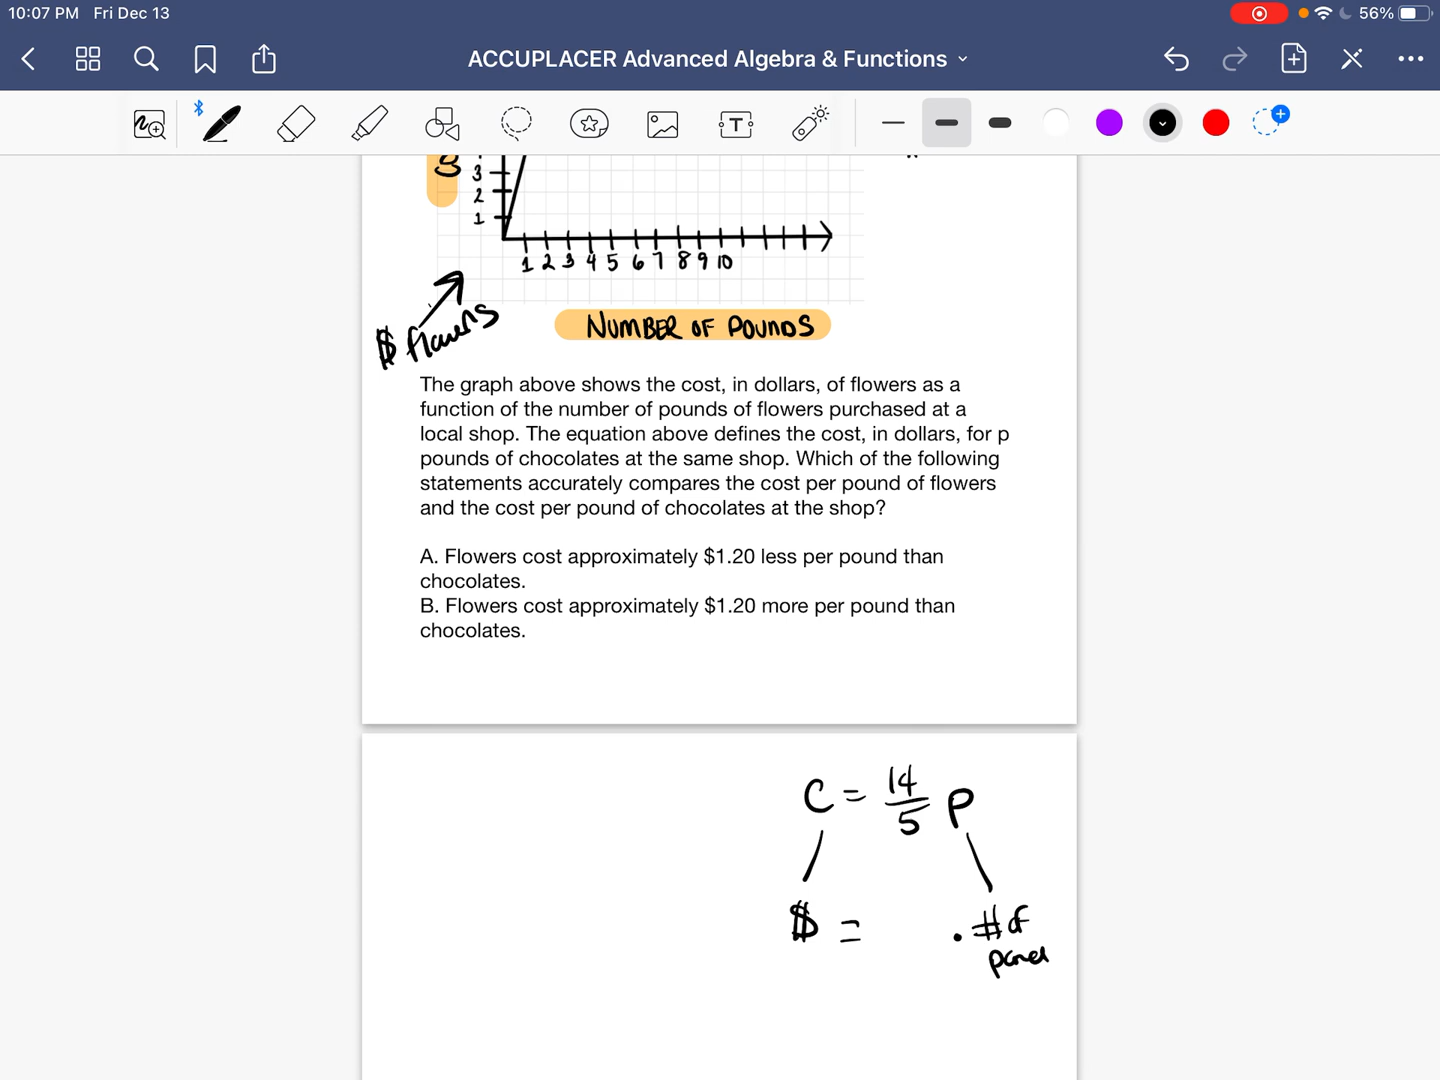 10:07 PM Fri Dec 13
56%
ACCUPLACER Advanced Algebra & Functions
T
3
2
1
1 2 3 4 5 6 7 8 9 10
$ flowers
NUMBER OF POUNDS
The graph above shows the cost, in dollars, of flowers as a
function of the number of pounds of flowers purchased at a
local shop. The equation above defines the cost, in dollars, for p
pounds of chocolates at the same shop. Which of the following
statements accurately compares the cost per pound of flowers
and the cost per pound of chocolates at the shop?
A. Flowers cost approximately $1.20 less per pound than
chocolates.
B. Flowers cost approximately $1.20 more per pound than
chocolates.
C = 14/5 P
$ = . # of